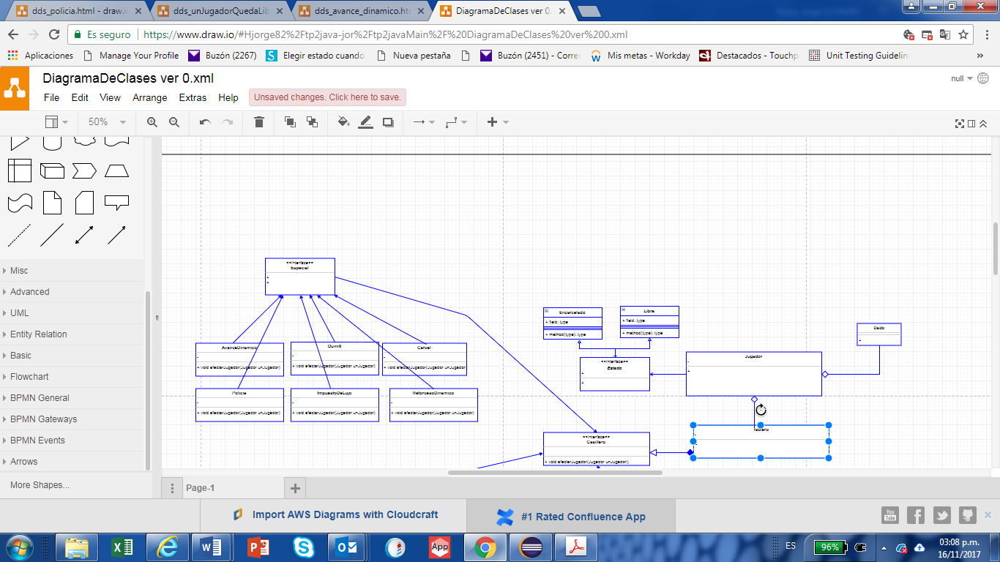 dds_policia.html - draw.i
dds_unJugadorQuedaLib
dds_avance_dinamico.htm
DiagramaDeClases ver 0.
Es seguro
https://www.draw.io/#Hjorge82%2Ftp2java-jor%2Ftp2javaMain%2F%20DiagramaDeClases%20ver%200.xml
Aplicaciones
Manage Your Profile
Buzón (2267)
Elegir estado cuando
Nueva pestaña
Buzón (2451) - Corre
Mis metas - Workday
Destacados - Touchp
Unit Testing Guidelin
»
DiagramaDeClases ver 0.xml
null
File
Edit
View
Arrange
Extras
Help
Unsaved changes. Click here to save.
50%
Misc
Advanced
UML
Entity Relation
Basic
Flowchart
BPMN General
BPMN Gateways
BPMN Events
Arrows
More Shapes...
<<Interface>>
Especial
+
+
AvanceDinamico
-
+ void afectarJugador(Jugador unJugador)
Quini6
-
+ void afectarJugador(Jugador unJugador)
Carcel
-
+ void afectarJugador(Jugador unJugador)
Policia
-
+ void afectarJugador(Jugador unJugador)
ImpuestoDeLujo
-
+ void afectarJugador(Jugador unJugador)
RetorcesoDinamico
-
+ void afectarJugador(Jugador unJugador)
Encarcelado
+ field: type
+ method(type): type
Libre
+ field: type
+ method(type): type
<<Interface>>
Estado
+
+
Jugador
-
+
Dado
+
<<Interface>>
Casillero
+ void afectarJugador(Jugador unJugador);
Tablero
Page-1
Import AWS Diagrams with Cloudcraft
#1 Rated Confluence App
You
Tube
App
ES
96%
03:08 p.m.
16/11/2017